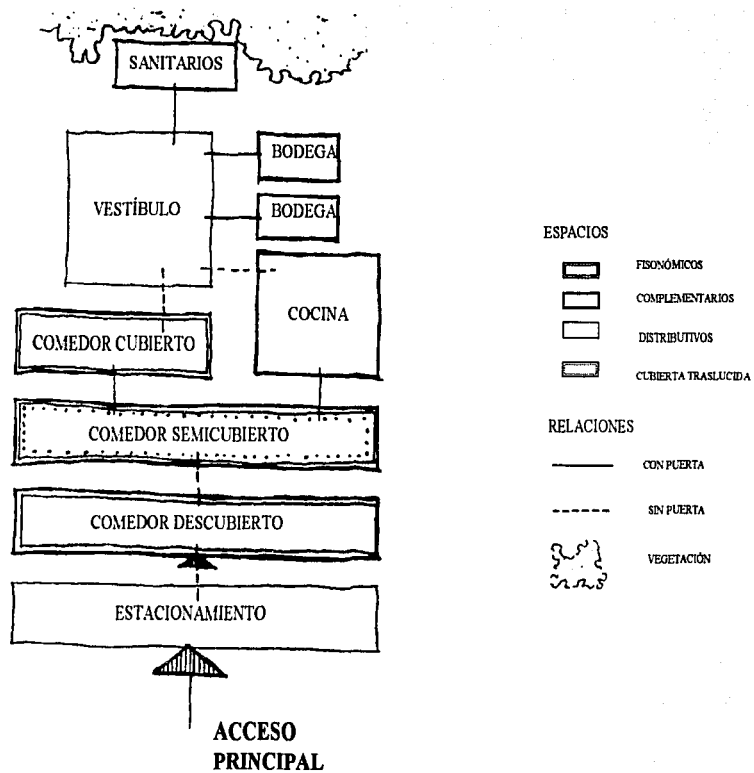 SANITARIOS
VESTÍBULO
BODEGA
BODEGA
COCINA
COMEDOR CUBIERTO
COMEDOR SEMICUBIERTO
COMEDOR DESCUBIERTO
ESTACIONAMIENTO
ACCESO
PRINCIPAL
ESPACIOS
FISONÓMICOS
COMPLEMENTARIOS
DISTRIBUTIVOS
CUBIERTA TRASLUCIDA
RELACIONES
CON PUERTA
SIN PUERTA
VEGETACIÓN